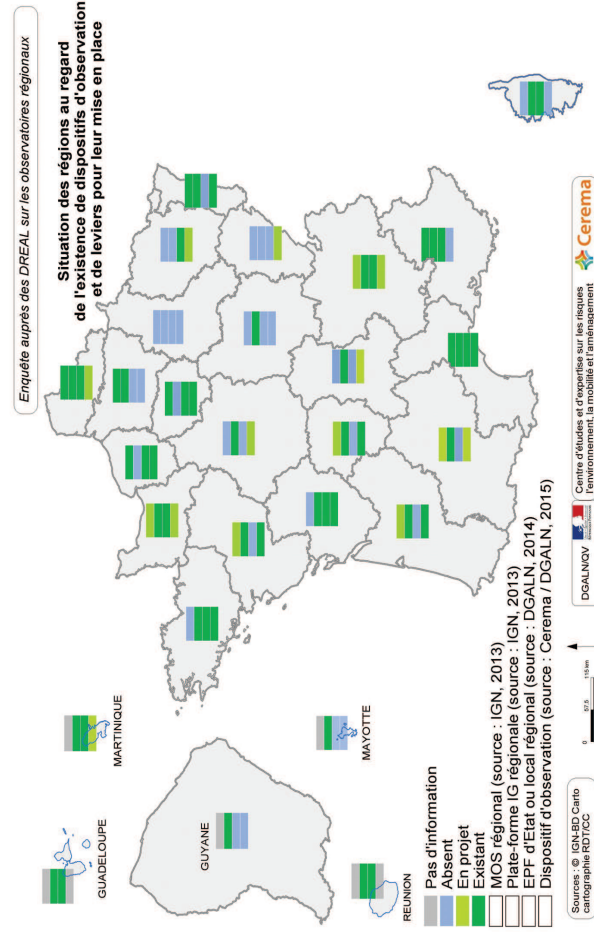 Enquête auprès des DREAL sur les observatoires régionaux
Situation des régions au regard
de l'existence de dispositifs d'observation
et de leviers pour leur mise en place
GUADELOUPE
MARTINIQUE
GUYANE
MAYOTTE
REUNION
Pas d'information
Absent
En projet
Existant
MOS régional (source : IGN, 2013)
Plate-forme IG régionale (source : IGN, 2013)
EPF d'Etat ou local régional (source : DGALN, 2014)
Dispositif d'observation (source : Cerema / DGALN, 2015)
Sources : © IGN-BD Carto
cartographie RDT/CC
0 57.5 115 km
DGALN/QV
Centre d'études et d'expertise sur les risques
l'environnement, la mobilité et l'aménagement
Cerema